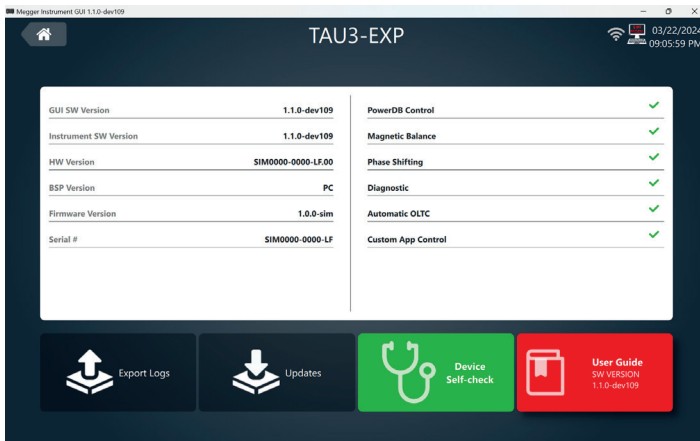 Megger Instrument GUI 1.1.0-dev109
TAU3-EXP
03/22/2024
09:05:59 PM
GUI SW Version 1.1.0-dev109
Instrument SW Version 1.1.0-dev109
HW Version SIM0000-0000-LF.00
BSP Version PC
Firmware Version 1.0.0-sim
Serial # SIM0000-0000-LF
PowerDB Control
Magnetic Balance
Phase Shifting
Diagnostic
Automatic OLTC
Custom App Control
Export Logs
Updates
Device
Self-check
User Guide
SW VERSION
1.1.0-dev109